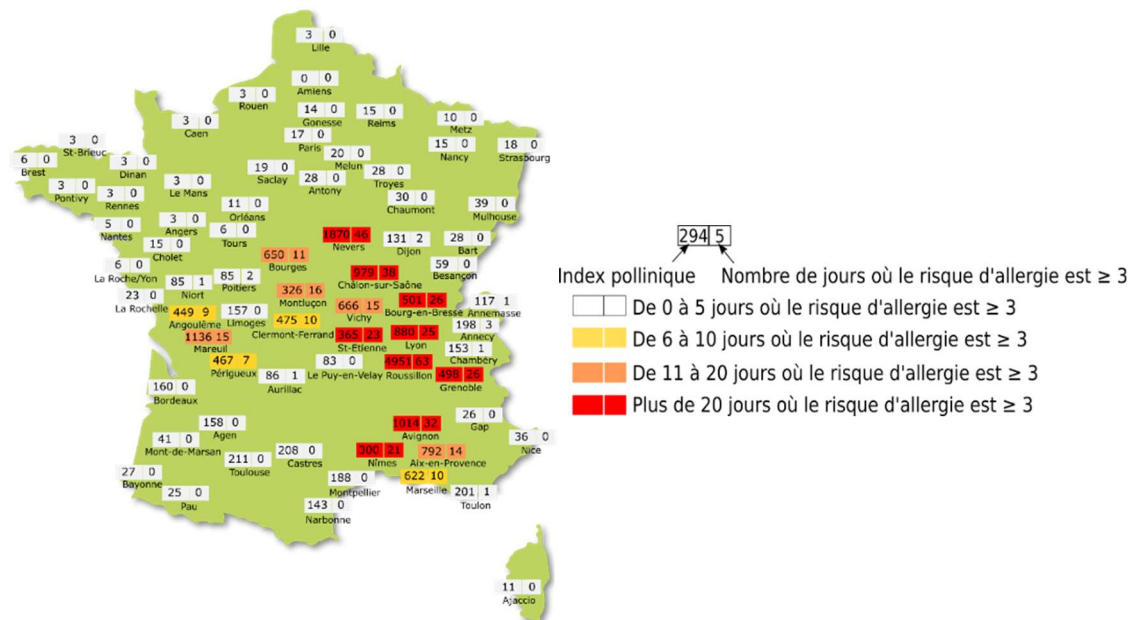 3 0
Lille
0 0
Amiens
3 0
Rouen
14 0
Gonesse
15 0
Reims
10 0
Metz
3 0
Caen
17 0
Paris
15 0
Nancy
18 0
Strasbourg
3 0
St-Brieuc
20 0
Melun
6 0
Brest
3 0
Dinan
19 0
Saclay
28 0
Antony
28 0
Troyes
3 0
Pontivy
3 0
Rennes
3 0
Le Mans
30 0
Chaumont
39 0
Mulhouse
11 0
Orléans
5 0
Nantes
3 0
Angers
6 0
Tours
1870 46
Nevers
131 2
Dijon
28 0
Bart
15 0
Cholet
650 11
Bourges
59 0
Besançon
6 0
La Roche/Yon
85 1
Niort
85 2
Poitiers
979 38
Châlon-sur-Saône
23 0
La Rochelle
326 16
Montluçon
501 26
Bourg-en-Bresse
117 1
Annemasse
449 9
Angoulême
157 0
Limoges
475 10
Clermont-Ferrand
666 15
Vichy
198 3
Annecy
1136 15
Mareuil
365 23
St-Etienne
880 25
Lyon
153 1
Chambéry
467 7
Périgueux
86 1
Aurillac
83 0
Le Puy-en-Velay
4951 63
Roussillon
498 26
Grenoble
160 0
Bordeaux
158 0
Agen
1014 32
Avignon
26 0
Gap
36 0
Nice
41 0
Mont-de-Marsan
211 0
Toulouse
208 0
Castres
300 21
Nîmes
792 14
Aix-en-Provence
27 0
Bayonne
25 0
Pau
188 0
Montpellier
622 10
Marseille
201 1
Toulon
143 0
Narbonne
11 0
Ajaccio
294 5
Index pollinique
Nombre de jours où le risque d'allergie est ≥ 3
De 0 à 5 jours où le risque d'allergie est ≥ 3
De 6 à 10 jours où le risque d'allergie est ≥ 3
De 11 à 20 jours où le risque d'allergie est ≥ 3
Plus de 20 jours où le risque d'allergie est ≥ 3